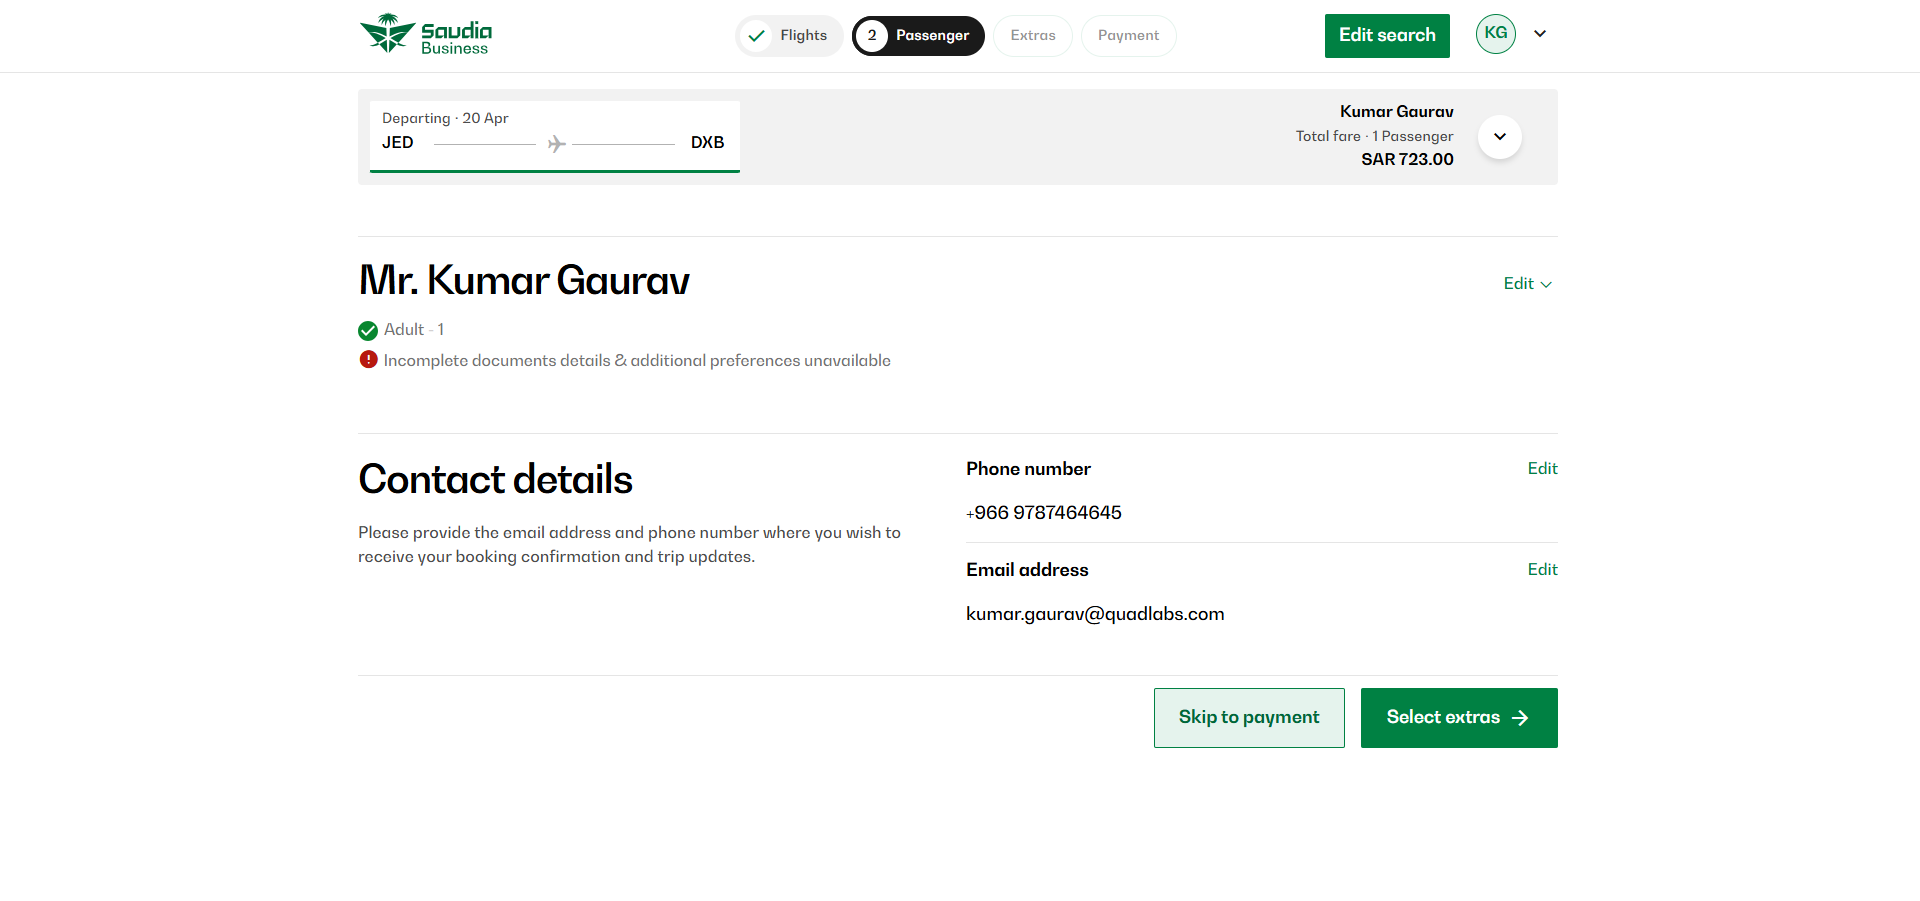 Saudia
Business
Flights
2
Passenger
Extras
Payment
Edit search
KG
Departing · 20 Apr
JED
DXB
Kumar Gaurav
Total fare · 1 Passenger
SAR 723.00
Mr. Kumar Gaurav
Edit
Adult - 1
Incomplete documents details & additional preferences unavailable
Contact details
Please provide the email address and phone number where you wish to
receive your booking confirmation and trip updates.
Phone number
Edit
+966 9787464645
Email address
Edit
kumar.gaurav@quadlabs.com
Skip to payment
Select extras